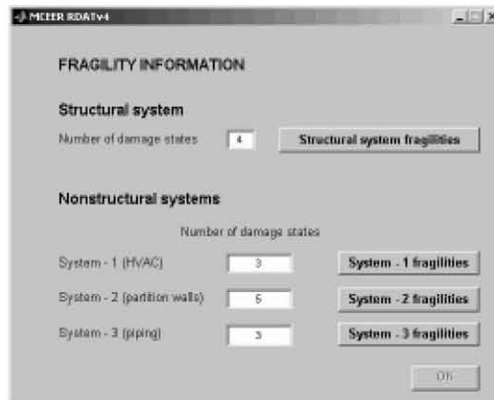 MCEER RDATv4
FRAGILITY INFORMATION
Structural system
Number of damage states 4 Structural system fragilities
Nonstructural systems
Number of damage states
System - 1 (HVAC) 3 System - 1 fragilities
System - 2 (partition walls) 5 System - 2 fragilities
System - 3 (piping) 3 System - 3 fragilities
OK